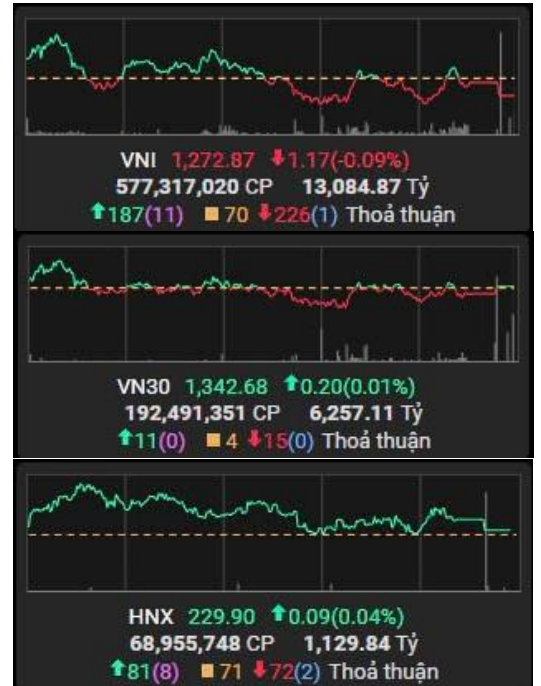 VNI 1,272.87 1.17(-0.09%)
577,317,020 CP 13,084.87 Tỷ
187(11) 70 226(1) Thoả thuận
VN30 1,342.68 0.20(0.01%)
192,491,351 CP 6,257.11 Tỷ
11(0) 4 15(0) Thoả thuận
HNX 229.90 0.09(0.04%)
68,955,748 CP 1,129.84 Tỷ
81(8) 71 72(2) Thoả thuận